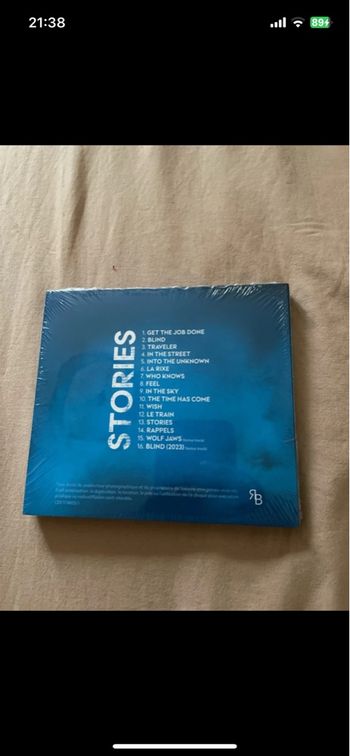 21:38
89
STORIES
1. GET THE JOB DONE
2. BLIND
3. TRAVELER
4. IN THE STREET
5. INTO THE UNKNOWN
6. LA RIXE
7. WHO KNOWS
8. FEEL
9. IN THE SKY
10. THE TIME HAS COME
11. WISH
12. LE TRAIN
13. STORIES
14. RAPPELS
15. WOLF JAWS
16. BLIND (2023)